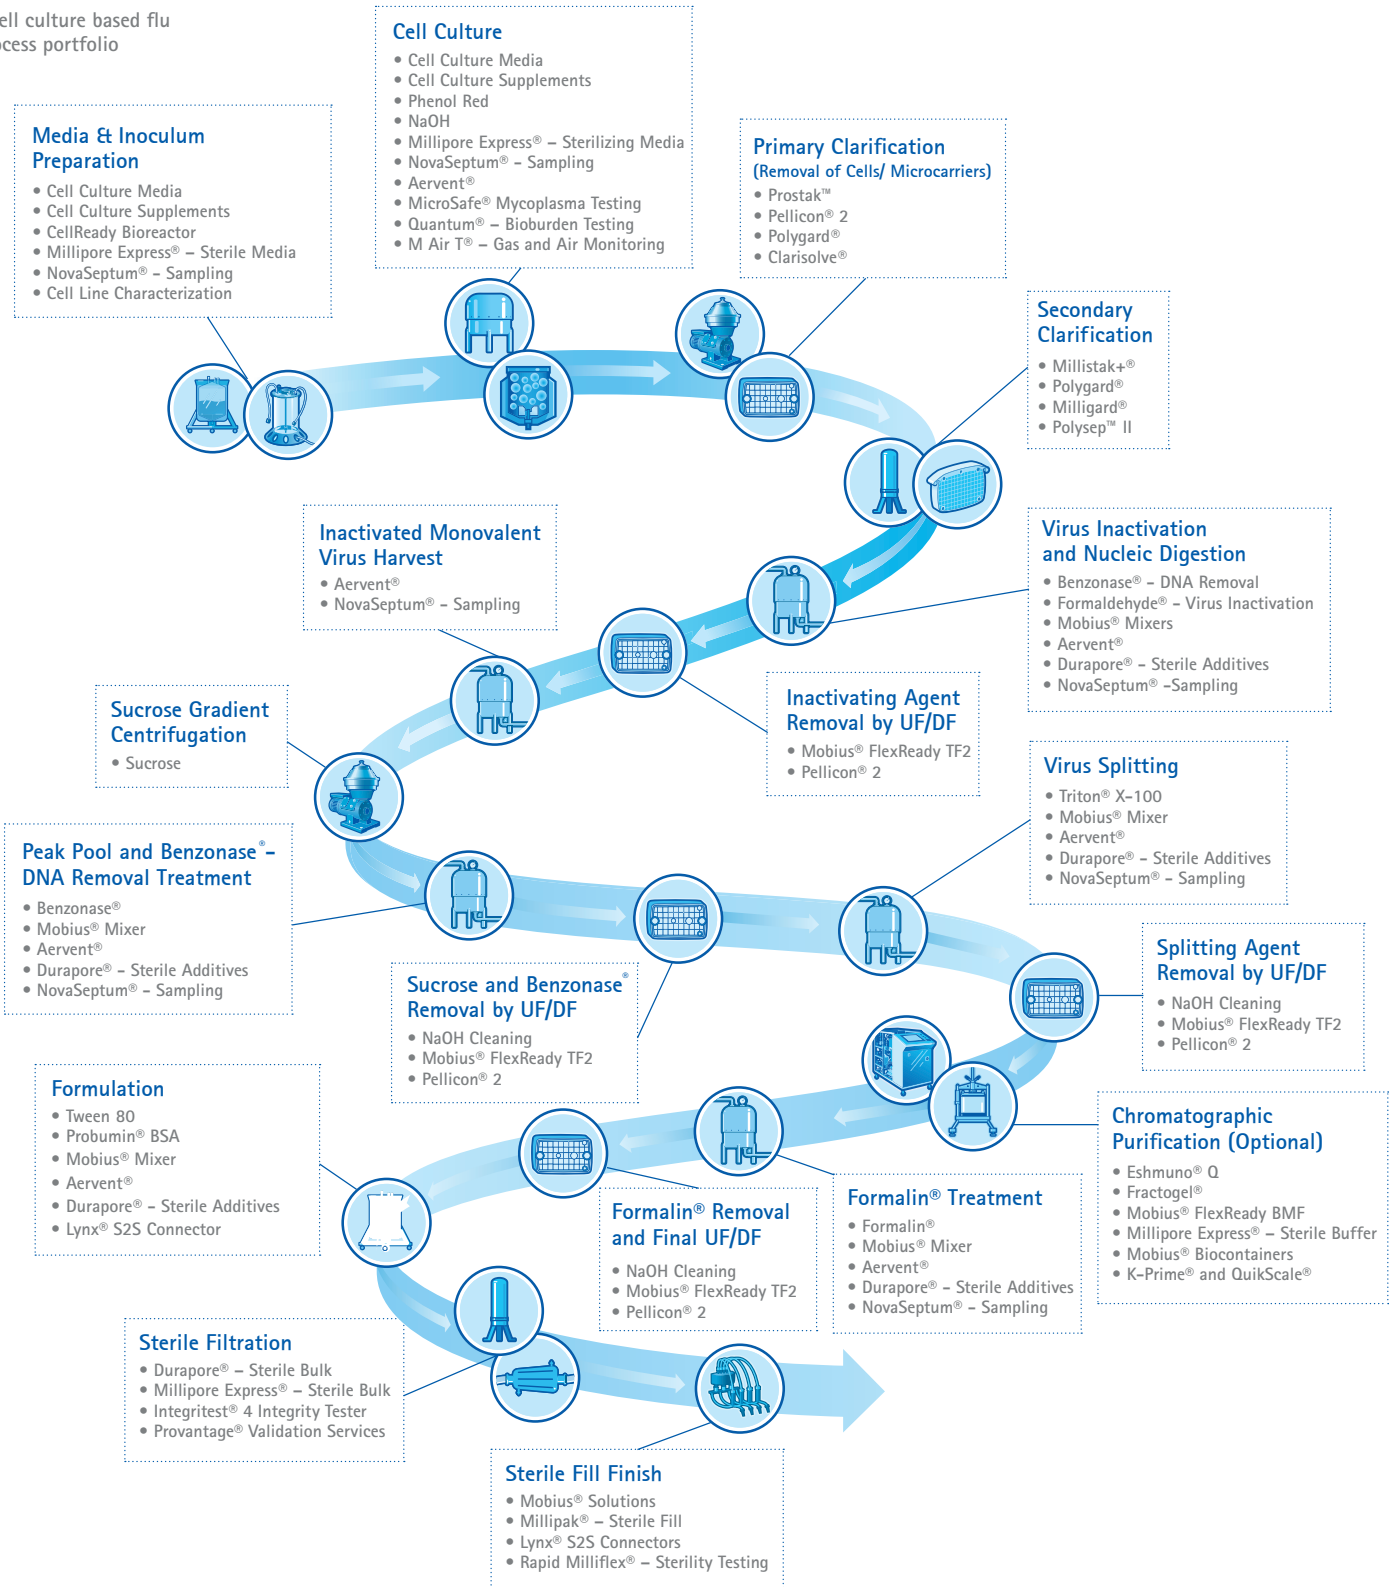 ell culture based flu
ocess portfolio
Cell Culture
• Cell Culture Media
• Cell Culture Supplements
• Phenol Red
• NaOH
• Millipore Express® – Sterilizing Media
• NovaSeptum® - Sampling
• Aervent®
• MicroSafe® Mycoplasma Testing
• Quantum® – Bioburden Testing
• M Air T® – Gas and Air Monitoring
Media & Inoculum
Preparation
• Cell Culture Media
• Cell Culture Supplements
• CellReady Bioreactor
• Millipore Express® – Sterile Media
• NovaSeptum® - Sampling
• Cell Line Characterization
Primary Clarification
(Removal of Cells/ Microcarriers)
• Prostak™
• Pellicon® 2
• Polygard®
• Clarisolve®
Secondary
Clarification
• Millistak+®
• Polygard®
• Milligard®
• Polysep™ II
Virus Inactivation
and Nucleic Digestion
• Benzonase® - DNA Removal
• Formaldehyde® - Virus Inactivation
• Mobius® Mixers
• Aervent®
• Durapore® - Sterile Additives
• NovaSeptum® -Sampling
Inactivated Monovalent
Virus Harvest
• Aervent®
• NovaSeptum® - Sampling
Inactivating Agent
Removal by UF/DF
• Mobius® FlexReady TF2
• Pellicon® 2
Sucrose Gradient
Centrifugation
• Sucrose
Virus Splitting
• Triton® X-100
• Mobius® Mixer
• Aervent®
• Durapore® - Sterile Additives
• NovaSeptum® - Sampling
Peak Pool and Benzonase®-
DNA Removal Treatment
• Benzonase®
• Mobius® Mixer
• Aervent®
• Durapore® - Sterile Additives
• NovaSeptum® - Sampling
Sucrose and Benzonase®
Removal by UF/DF
• NaOH Cleaning
• Mobius® FlexReady TF2
• Pellicon® 2
Splitting Agent
Removal by UF/DF
• NaOH Cleaning
• Mobius® FlexReady TF2
• Pellicon® 2
Formulation
• Tween 80
• Probumin® BSA
• Mobius® Mixer
• Aervent®
• Durapore® - Sterile Additives
• Lynx® S2S Connector
Chromatographic
Purification (Optional)
• Eshmuno® Q
• Fractogel®
• Mobius® FlexReady BMF
• Millipore Express® – Sterile Buffer
• Mobius® Biocontainers
• K-Prime® and QuikScale®
Formalin® Removal
and Final UF/DF
• NaOH Cleaning
• Mobius® FlexReady TF2
• Pellicon® 2
Formalin® Treatment
• Formalin®
• Mobius® Mixer
• Aervent®
• Durapore® - Sterile Additives
• NovaSeptum® - Sampling
Sterile Filtration
• Durapore® – Sterile Bulk
• Millipore Express® – Sterile Bulk
• Integritest® 4 Integrity Tester
• Provantage® Validation Services
Sterile Fill Finish
• Mobius® Solutions
• Millipak® – Sterile Fill
• Lynx® S2S Connectors
• Rapid Milliflex® – Sterility Testing